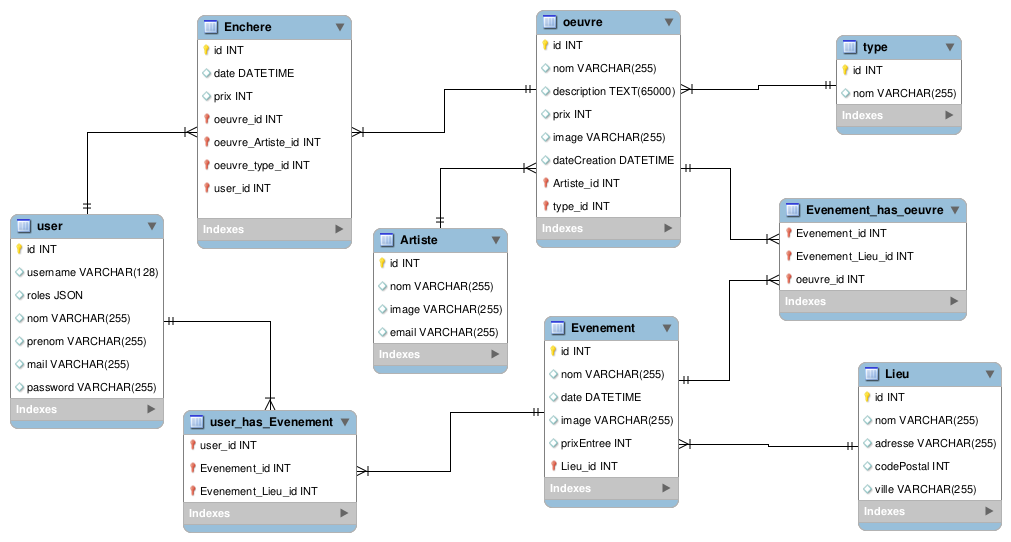 Enchere
id INT
date DATETIME
prix INT
oeuvre_id INT
oeuvre_Artiste_id INT
oeuvre_type_id INT
user_id INT
Indexes
oeuvre
id INT
nom VARCHAR(255)
description TEXT(65000)
prix INT
image VARCHAR(255)
dateCreation DATETIME
Artiste_id INT
type_id INT
Indexes
type
id INT
nom VARCHAR(255)
Indexes
user
id INT
username VARCHAR(128)
roles JSON
nom VARCHAR(255)
prenom VARCHAR(255)
mail VARCHAR(255)
password VARCHAR(255)
Indexes
Artiste
id INT
nom VARCHAR(255)
image VARCHAR(255)
email VARCHAR(255)
Indexes
Evenement_has_oeuvre
Evenement_id INT
Evenement_Lieu_id INT
oeuvre_id INT
Indexes
Evenement
id INT
nom VARCHAR(255)
date DATETIME
image VARCHAR(255)
prixEntree INT
Lieu_id INT
Indexes
Lieu
id INT
nom VARCHAR(255)
adresse VARCHAR(255)
codePostal INT
ville VARCHAR(255)
Indexes
user_has_Evenement
user_id INT
Evenement_id INT
Evenement_Lieu_id INT
Indexes